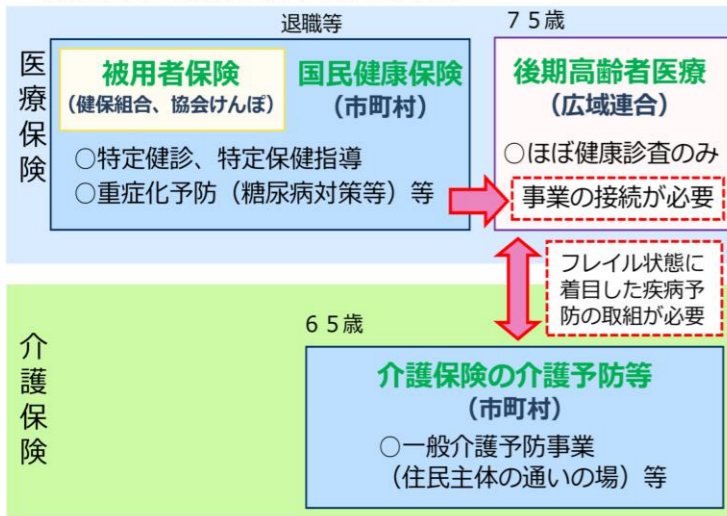 退職等
75歳
医療保険
被用者保険
(健保組合、協会けんぽ)
国民健康保険
(市町村)
○特定健診、特定保健指導
○重症化予防（糖尿病対策等）等
後期高齢者医療
(広域連合)
○ほぼ健康診査のみ
事業の接続が必要
フレイル状態に
着目した疾病予
防の取組が必要
介護保険
65歳
介護保険の介護予防等
(市町村)
○一般介護予防事業
（住民主体の通いの場）等